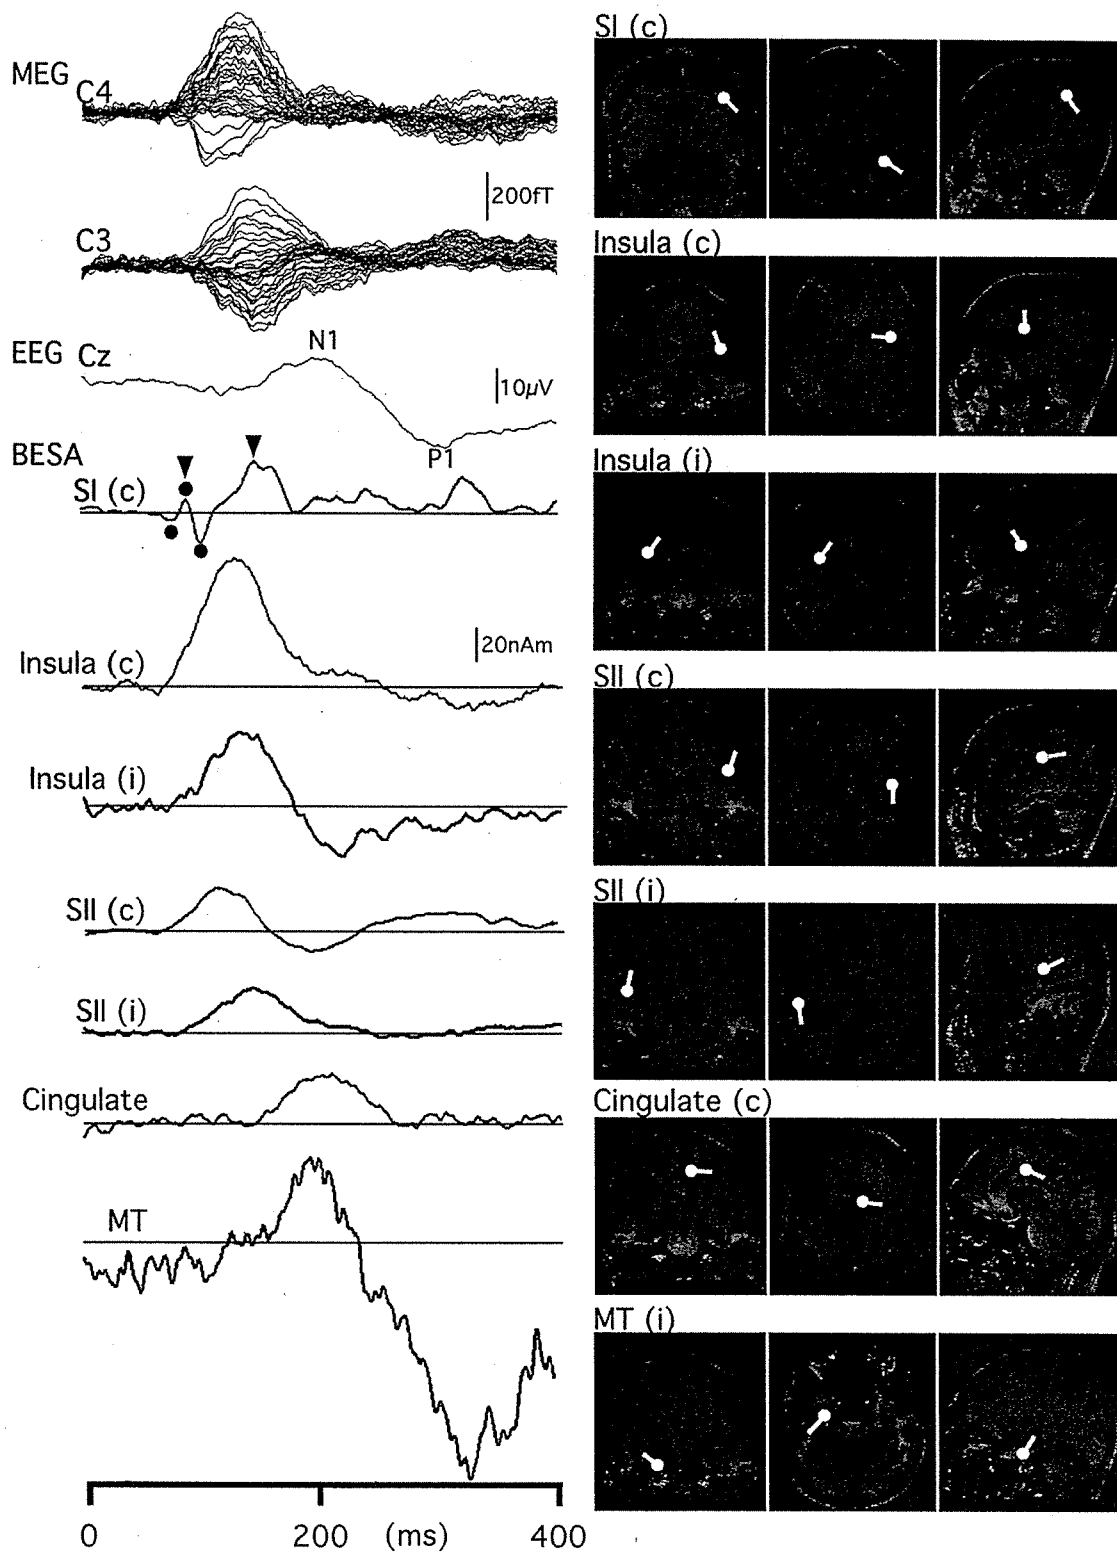 MEG
C4
200fT
C3
EEG Cz
N1
10µV
P1
BESA
SI (c)
Insula (c)
20nAm
Insula (i)
SII (c)
SII (i)
Cingulate
MT
0 200 (ms) 400
SI (c)
Insula (c)
Insula (i)
SII (c)
SII (i)
Cingulate (c)
MT (i)